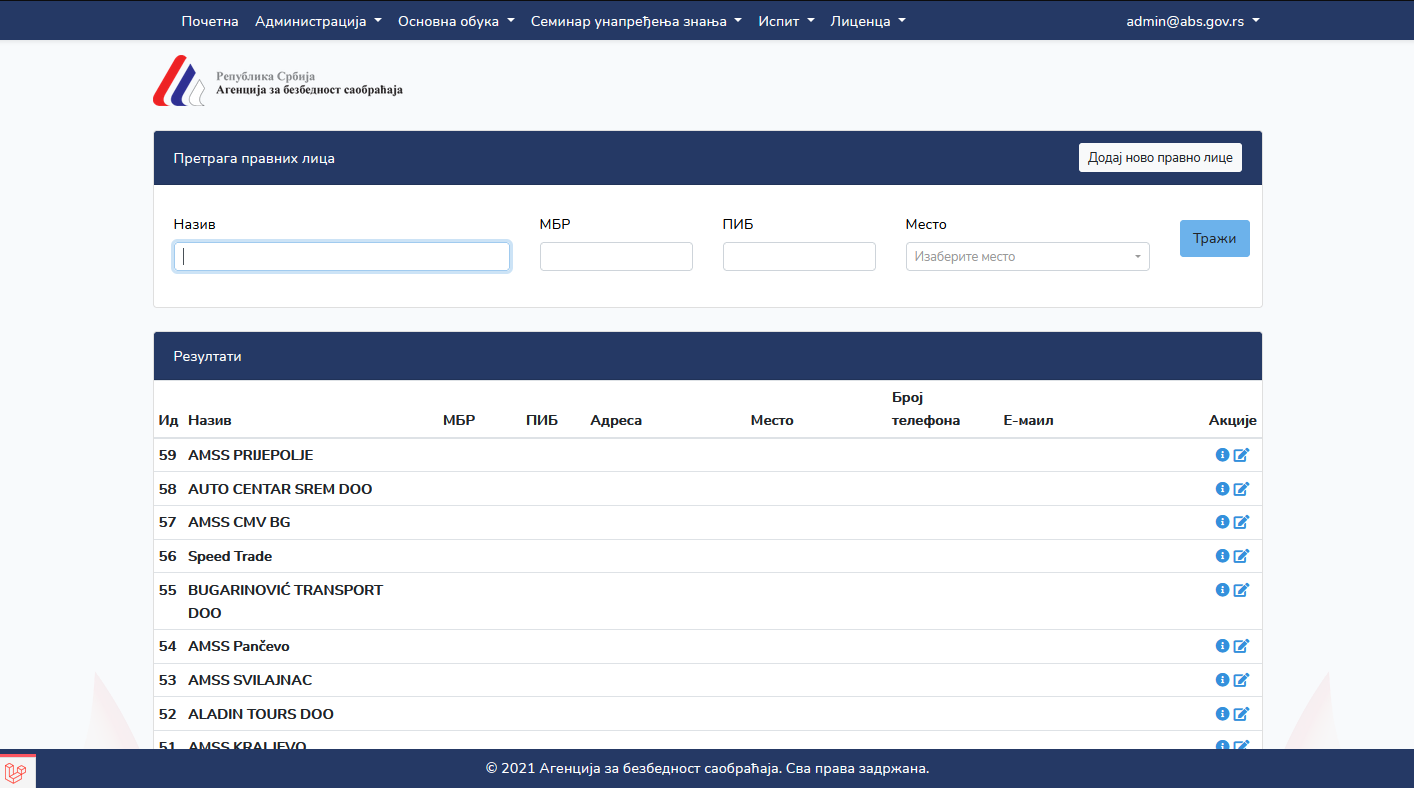 Почетна Администрација Основна обука Семинар унапређења знања Испит Лиценца admin@abs.gov.rs
Република Србија
Агенција за безбедност саобраћаја
Претрага правних лица Додај ново правно лице
Назив МБР ПИБ Место
Изаберите место Тражи
Резултати
Ид Назив МБР ПИБ Адреса Место Број телефона Е-маил Акције
59 AMSS PRIJEPOLJE
58 AUTO CENTAR SREM DOO
57 AMSS CMV BG
56 Speed Trade
55 BUGARINOVIĆ TRANSPORT
DOO
54 AMSS Pančevo
53 AMSS SVILAJNAC
52 ALADIN TOURS DOO
51 AMSS KRALJEVO
© 2021 Агенција за безбедност саобраћаја. Сва права задржана.